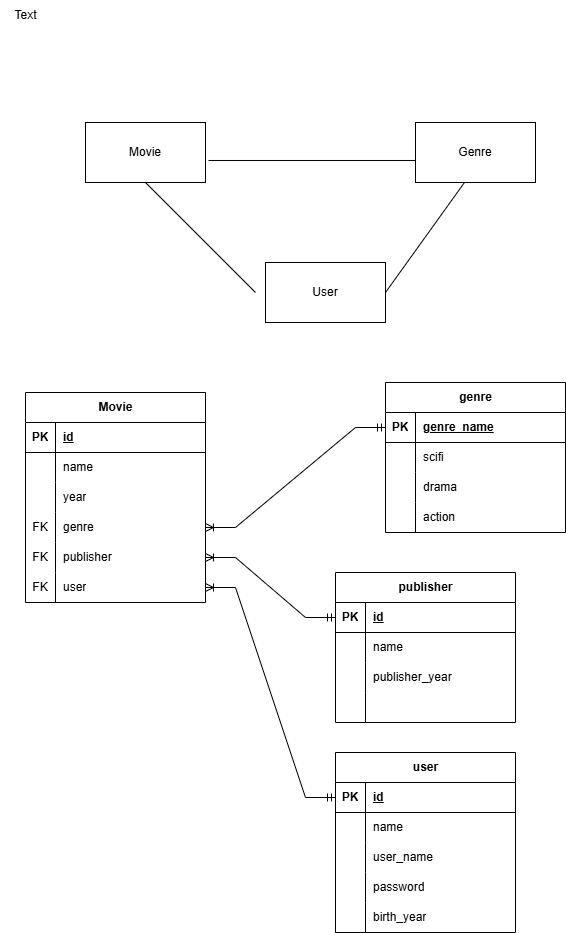 Text
Movie
Genre
User
Movie
PK id
name
year
FK genre
FK publisher
FK user
genre
PK genre_name
scifi
drama
action
publisher
PK id
name
publisher_year
user
PK id
name
user_name
password
birth_year